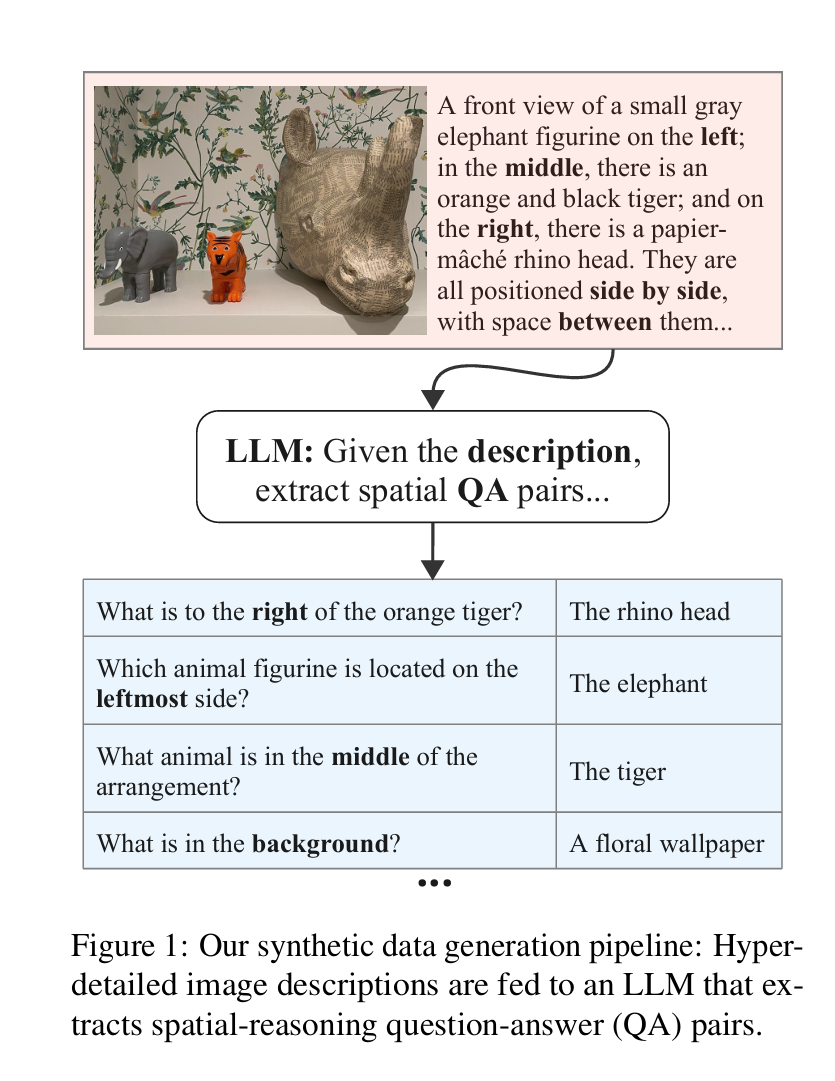 A front view of a small gray
elephant figurine on the left;
in the middle, there is an
orange and black tiger; and on
the right, there is a papier-
mâché rhino head. They are
all positioned side by side,
with space between them...
LLM: Given the description,
extract spatial QA pairs...
What is to the right of the orange tiger?
The rhino head
Which animal figurine is located on the
leftmost side?
The elephant
What animal is in the middle of the
arrangement?
The tiger
What is in the background?
A floral wallpaper
...
Figure 1: Our synthetic data generation pipeline: Hyper-
detailed image descriptions are fed to an LLM that ex-
tracts spatial-reasoning question-answer (QA) pairs.